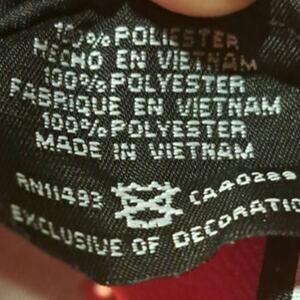 100% POLIESTER
HECHO EN VIETNAM
100% POLYESTER
FABRIQUE EN VIETNAM
100% POLYESTER
MADE IN VIETNAM
RN11493 CA40289
EXCLUSIVE OF DECORATIO